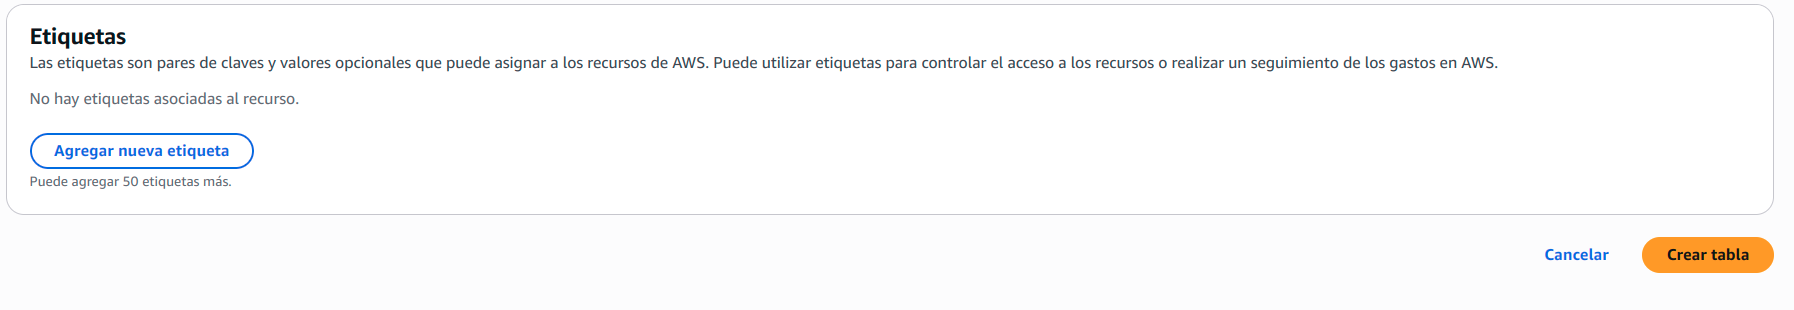 Etiquetas
Las etiquetas son pares de claves y valores opcionales que puede asignar a los recursos de AWS. Puede utilizar etiquetas para controlar el acceso a los recursos o realizar un seguimiento de los gastos en AWS.
No hay etiquetas asociadas al recurso.
Agregar nueva etiqueta
Puede agregar 50 etiquetas más.
Cancelar
Crear tabla